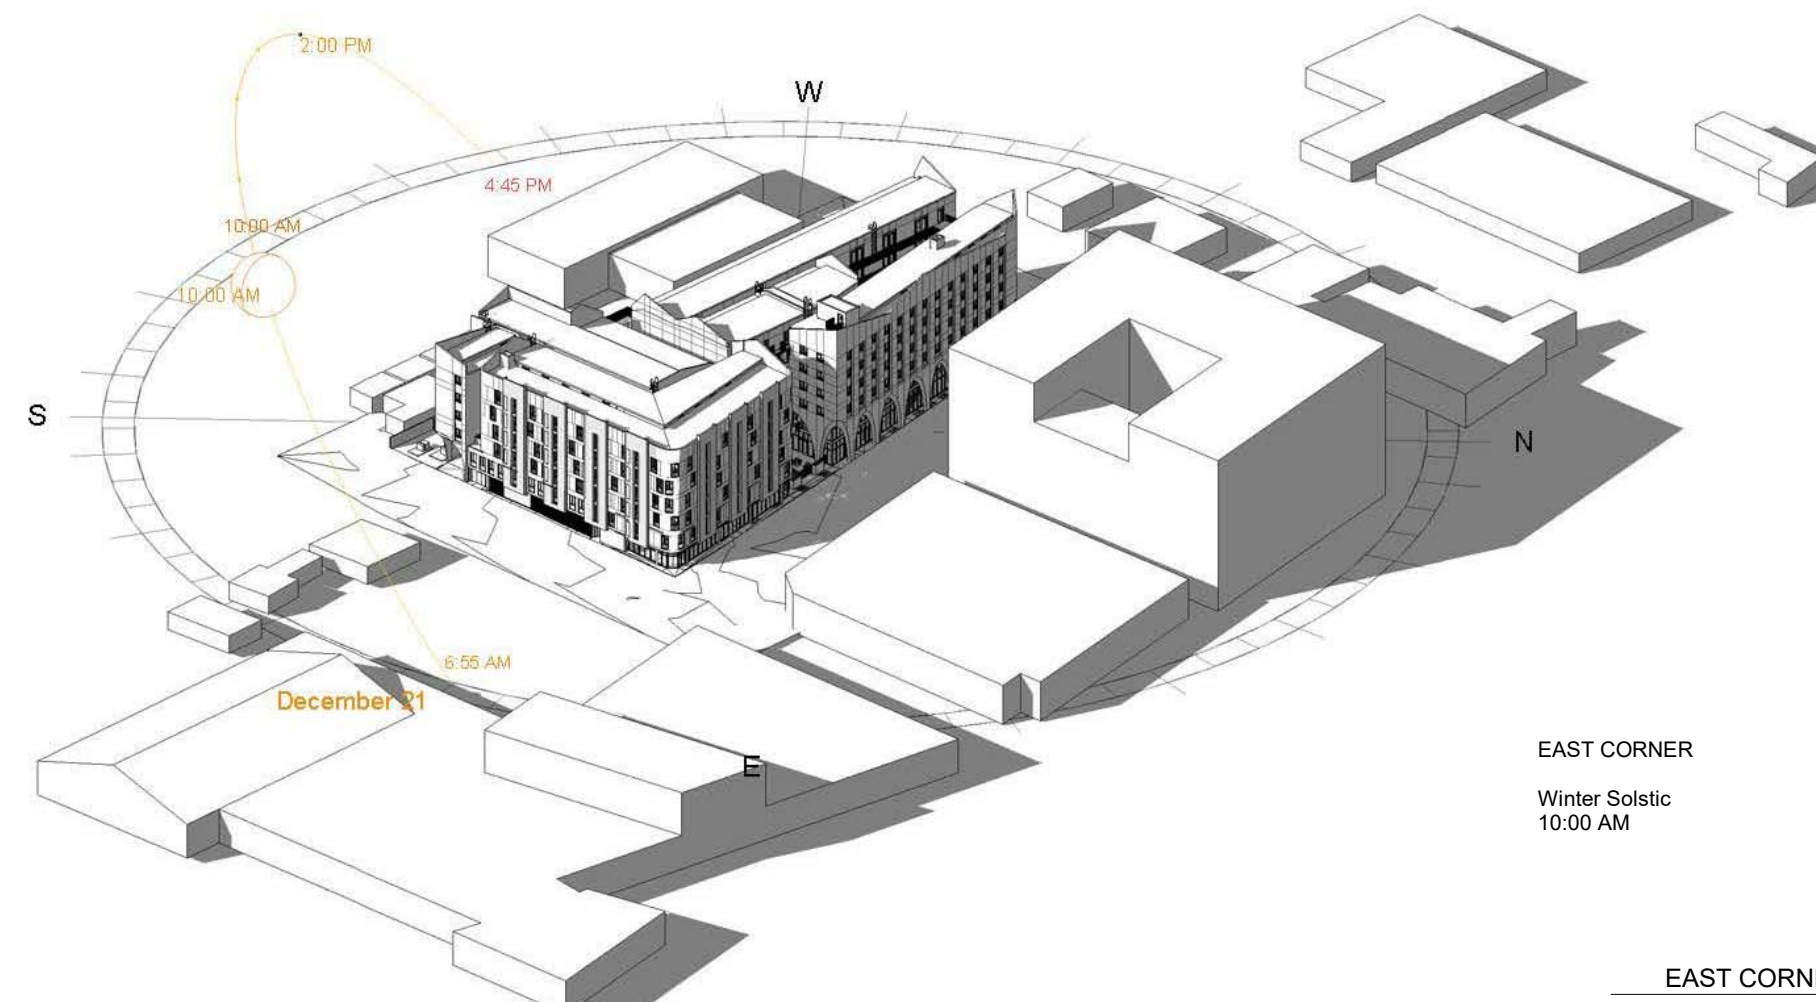 2:00 PM
W
4:45 PM
10:00 AM
10:00 AM
S
N
6:55 AM
December 21
E
EAST CORNER
Winter Solstic
10:00 AM